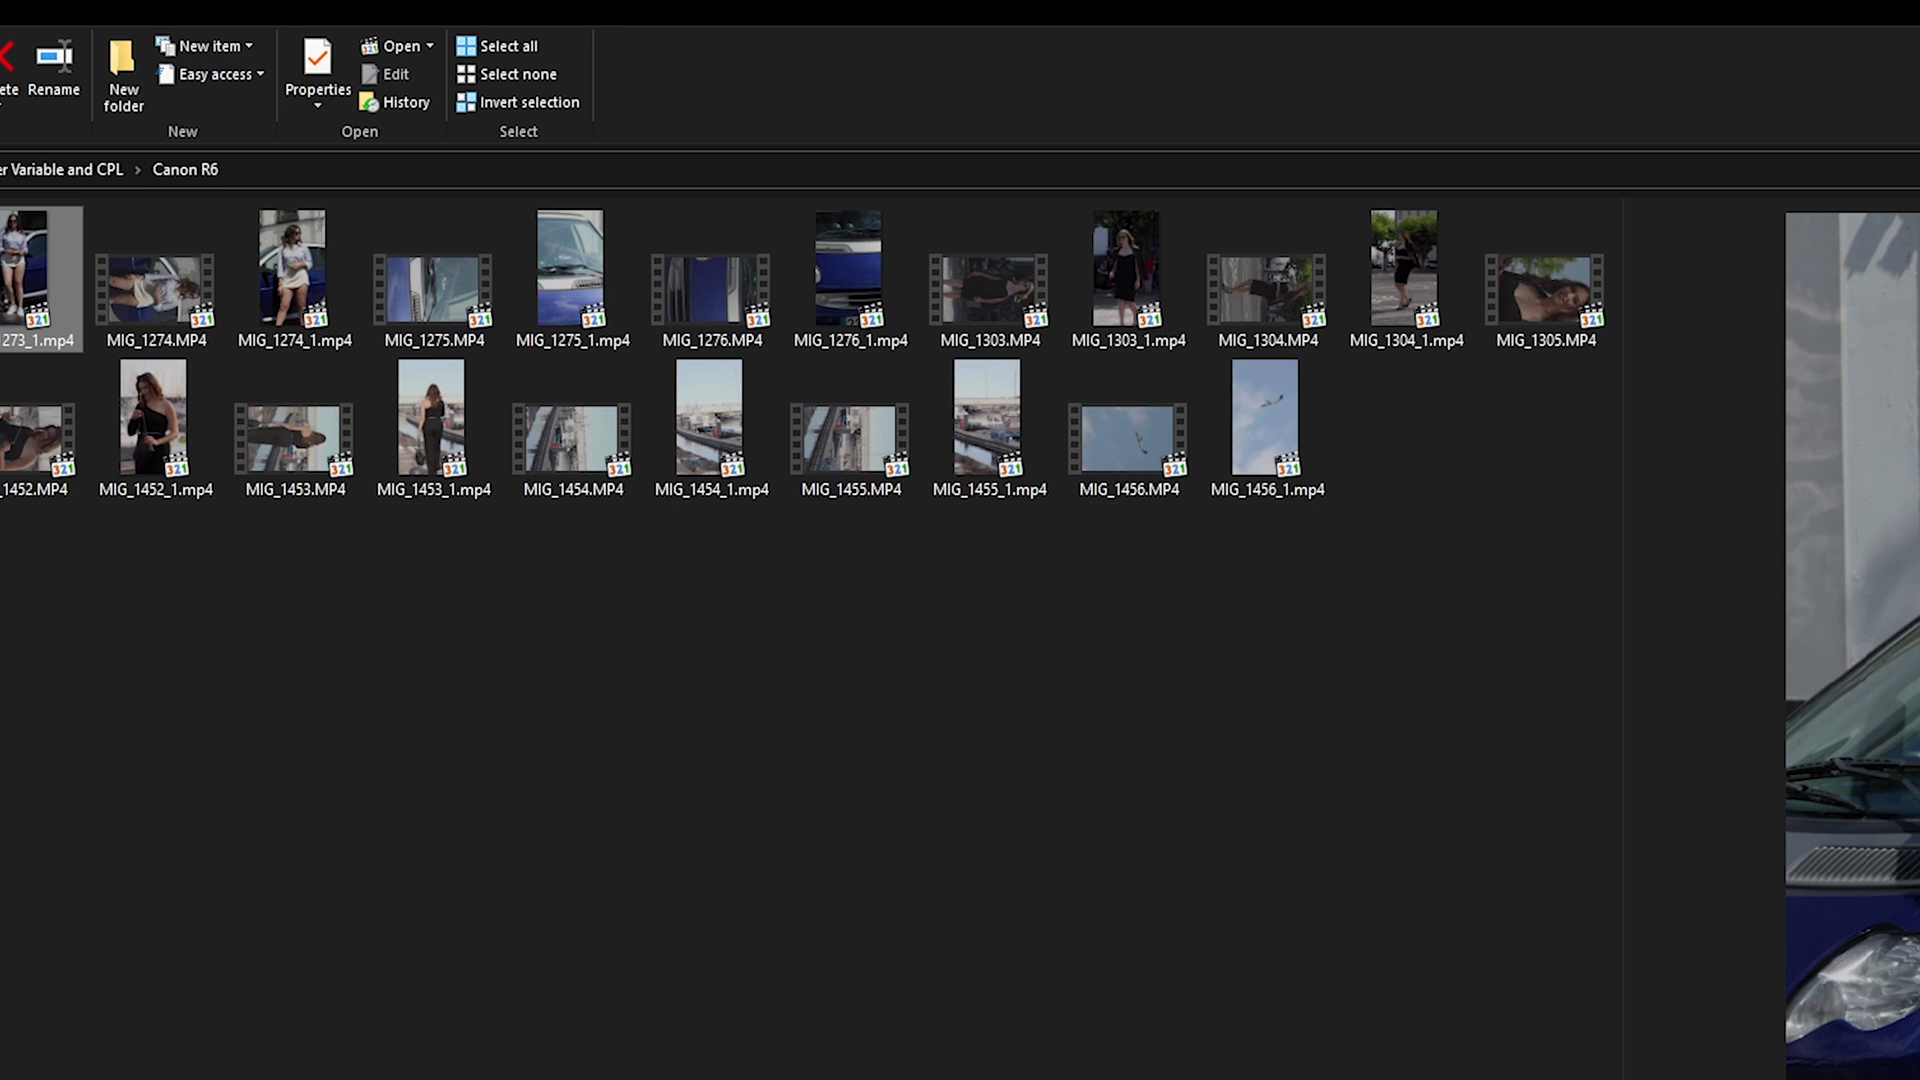 ete Rename
New folder
New item
Easy access
New
Properties
Open
Edit
History
Open
Select all
Select none
Invert selection
Select
er Variable and CPL > Canon R6
1273_1.mp4 MIG_1274.MP4 MIG_1274_1.mp4 MIG_1275.MP4 MIG_1275_1.mp4 MIG_1276.MP4 MIG_1276_1.mp4 MIG_1303.MP4 MIG_1303_1.mp4 MIG_1304.MP4 MIG_1304_1.mp4 MIG_1305.MP4
1452.MP4 MIG_1452_1.mp4 MIG_1453.MP4 MIG_1453_1.mp4 MIG_1454.MP4 MIG_1454_1.mp4 MIG_1455.MP4 MIG_1455_1.mp4 MIG_1456.MP4 MIG_1456_1.mp4